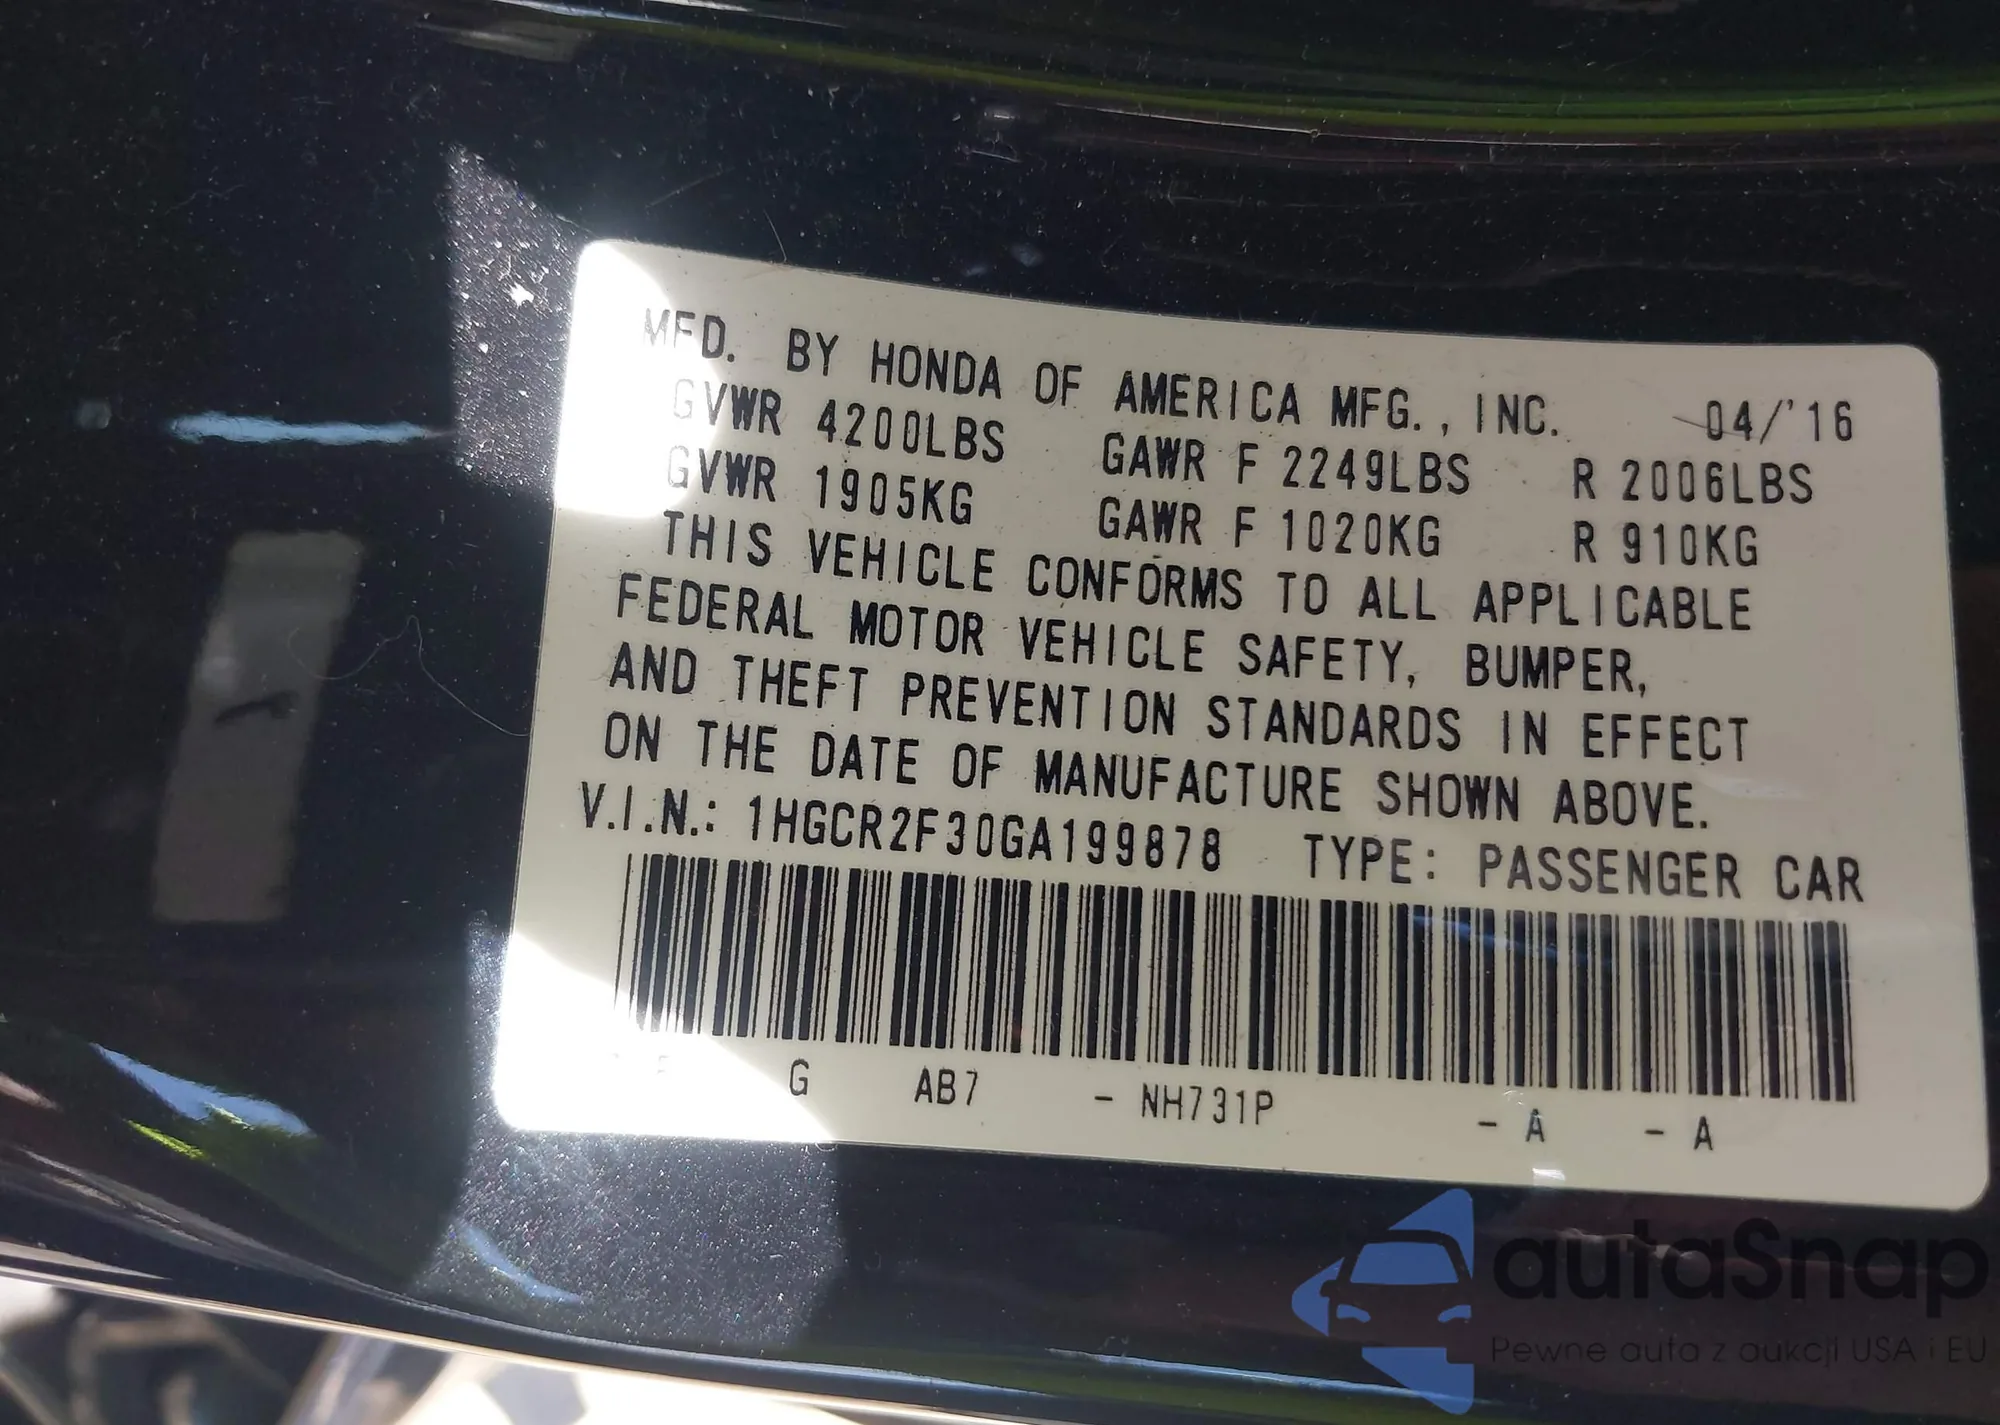 MFD. BY HONDA OF AMERICA MFG., INC. 04/'16
GVWR 4200LBS GAWR F 2249LBS R 2006LBS
GVWR 1905KG GAWR F 1020KG R 910KG
THIS VEHICLE CONFORMS TO ALL APPLICABLE
FEDERAL MOTOR VEHICLE SAFETY, BUMPER,
AND THEFT PREVENTION STANDARDS IN EFFECT
ON THE DATE OF MANUFACTURE SHOWN ABOVE.
V.I.N.: 1HGCR2F30GA199878 TYPE: PASSENGER CAR
G AB7 - NH731P - A - A
autaSnap
Pewne auta z aukcji USA i EU